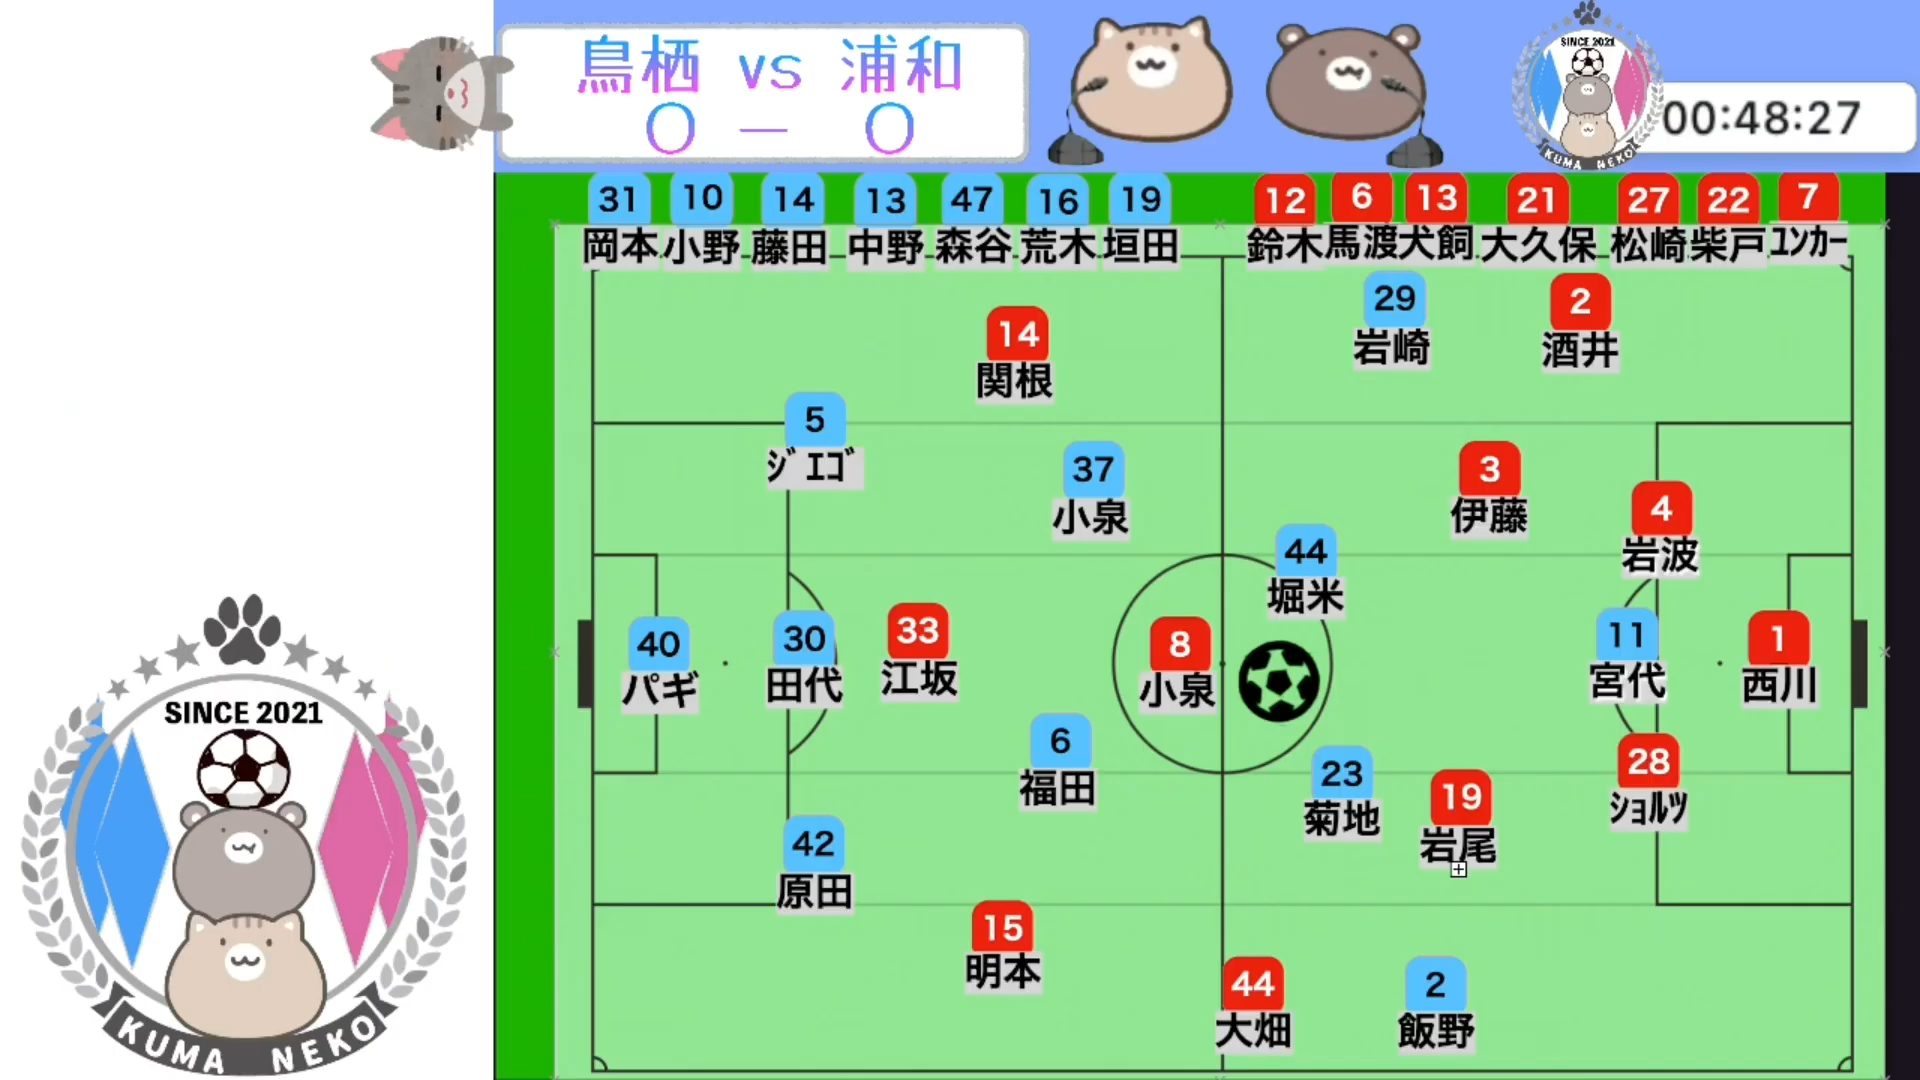 鳥栖 vs 浦和
0 － 0
SINCE 2021
KUMA NEKO
00:48:27
31 10 14 13 47 16 19 12 6 13 21 27 22 7
岡本 小野 藤田 中野 森谷 荒木 垣田 鈴木 馬渡 犬飼 大久保 松崎 柴戸 ﾕﾝｶｰ
29
岩崎
2
酒井
14
関根
5
ｼﾞｴｺﾞ
37
小泉
3
伊藤
4
岩波
44
堀米
40
パギ
30
田代
33
江坂
8
小泉
11
宮代
1
西川
6
福田
23
菊地
19
岩尾
28
ｼｮﾙﾂ
42
原田
15
明本
44
大畑
2
飯野
SINCE 2021
KUMA NEKO